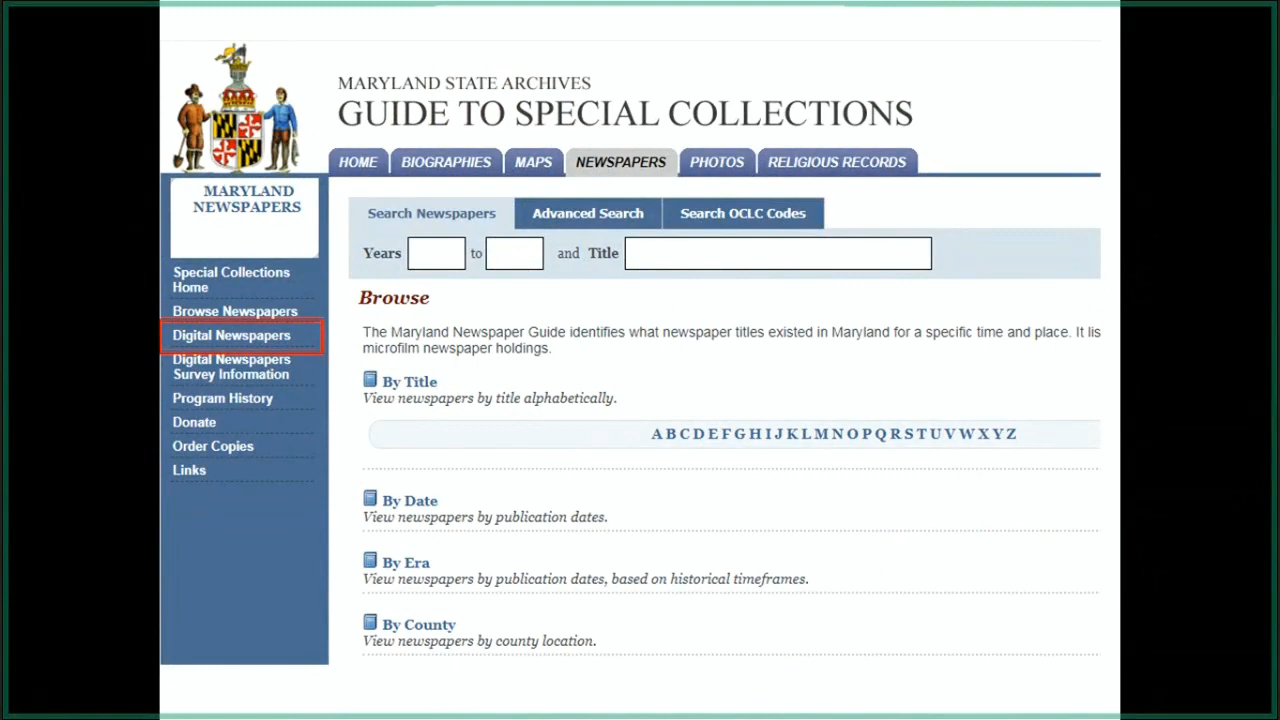 MARYLAND STATE ARCHIVES
GUIDE TO SPECIAL COLLECTIONS
HOME BIOGRAPHIES MAPS NEWSPAPERS PHOTOS RELIGIOUS RECORDS
MARYLAND
NEWSPAPERS
Special Collections
Home
Browse Newspapers
Digital Newspapers
Digital Newspapers
Survey Information
Program History
Donate
Order Copies
Links
Search Newspapers Advanced Search Search OCLC Codes
Years to and Title
Browse
The Maryland Newspaper Guide identifies what newspaper titles existed in Maryland for a specific time and place. It lis
microfilm newspaper holdings.
By Title
View newspapers by title alphabetically.
A B C D E F G H I J K L M N O P Q R S T U V W X Y Z
By Date
View newspapers by publication dates.
By Era
View newspapers by publication dates, based on historical timeframes.
By County
View newspapers by county location.